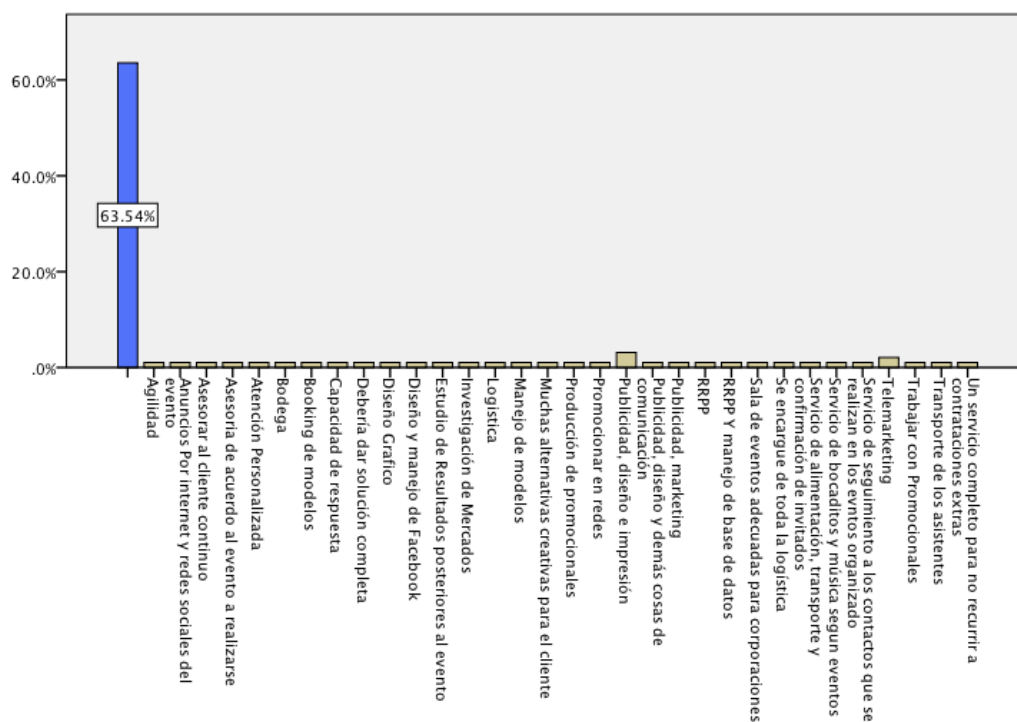 60.0%
40.0%
20.0%
.0%
63.54%
Agilidad
Anuncios Por internet y redes sociales del
evento
Asesorar al cliente continuo
Asesoria de acuerdo al evento a realizarse
Atención Personalizada
Bodega
Booking de modelos
Capacidad de respuesta
Debería dar solución completa
Diseño Grafico
Diseño y manejo de Facebook
Estudio de Resultados posteriores al evento
Investigación de Mercados
Logistica
Manejo de modelos
Muchas alternativas creativas para el cliente
Producción de promocionales
Promocionar en redes
Publicidad, diseño e impresión
Publicidad, diseño y demás cosas de
comunicación
Publicidad, marketing
RRPP
RRPP Y manejo de base de datos
Sala de eventos adecuadas para corporaciones
Se encargue de toda la logística
Servicio de alimentación, transporte y
confirmación de invitados
Servicio de bocaditos y música segun eventos
Servicio de seguimiento a los contactos que se
realizan en los evntos organizado
Telemarketing
Trabajar con Promocionales
Transporte de los asistentes
Un servicio completo para no recurrir a
contrataciones extras